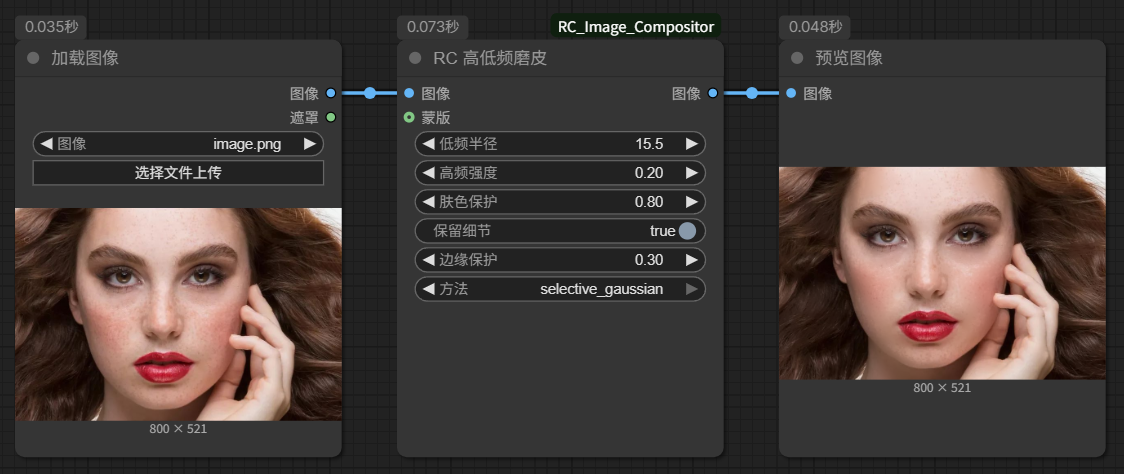 0.035秒
加载图像
图像
遮罩
图像 image.png
选择文件上传
800 × 521
0.073秒
RC_Image_Compositor
RC 高低频磨皮
图像 图像
蒙版
低频半径 15.5
高频强度 0.20
肤色保护 0.80
保留细节 true
边缘保护 0.30
方法 selective_gaussian
0.048秒
预览图像
图像
800 × 521